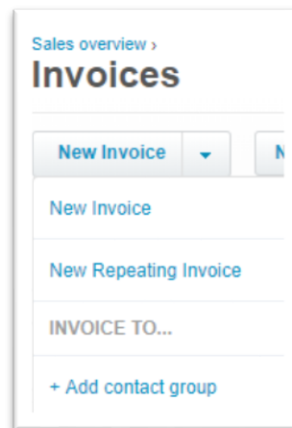 Sales overview ›
Invoices
New Invoice
N
New Invoice
New Repeating Invoice
INVOICE TO...
+ Add contact group